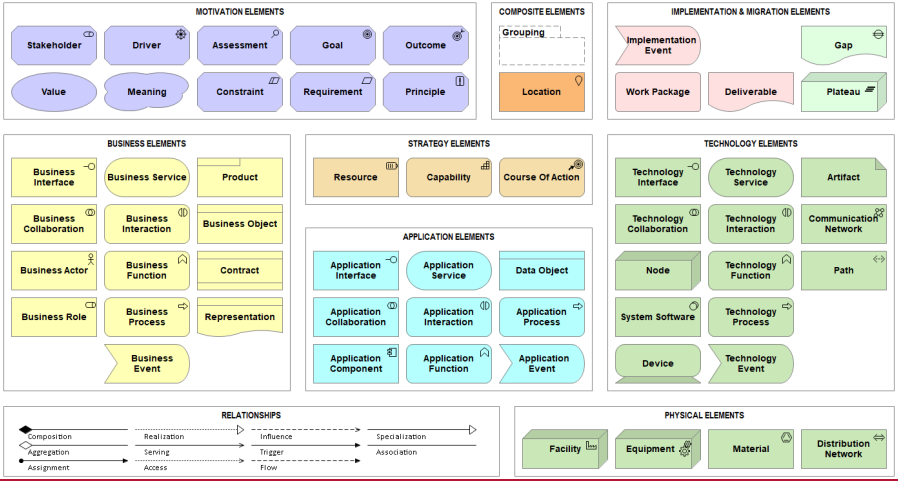 MOTIVATION ELEMENTS
Stakeholder
Driver
Assessment
Goal
Outcome
Value
Meaning
Constraint
Requirement
Principle
COMPOSITE ELEMENTS
Grouping
Location
IMPLEMENTATION & MIGRATION ELEMENTS
Implementation
Event
Gap
Work Package
Deliverable
Plateau
BUSINESS ELEMENTS
Business
Interface
Business Service
Product
Business
Collaboration
Business
Interaction
Business Object
Business Actor
Business
Function
Contract
Business Role
Business
Process
Representation
Business
Event
STRATEGY ELEMENTS
Resource
Capability
Course Of Action
APPLICATION ELEMENTS
Application
Interface
Application
Service
Data Object
Application
Collaboration
Application
Interaction
Application
Process
Application
Component
Application
Function
Application
Event
TECHNOLOGY ELEMENTS
Technology
Interface
Technology
Service
Artifact
Technology
Collaboration
Technology
Interaction
Communication
Network
Node
Technology
Function
Path
System Software
Technology
Process
Device
Technology
Event
RELATIONSHIPS
Composition
Realization
Influence
Specialization
Aggregation
Serving
Trigger
Association
Assignment
Access
Flow
PHYSICAL ELEMENTS
Facility
Equipment
Material
Distribution
Network